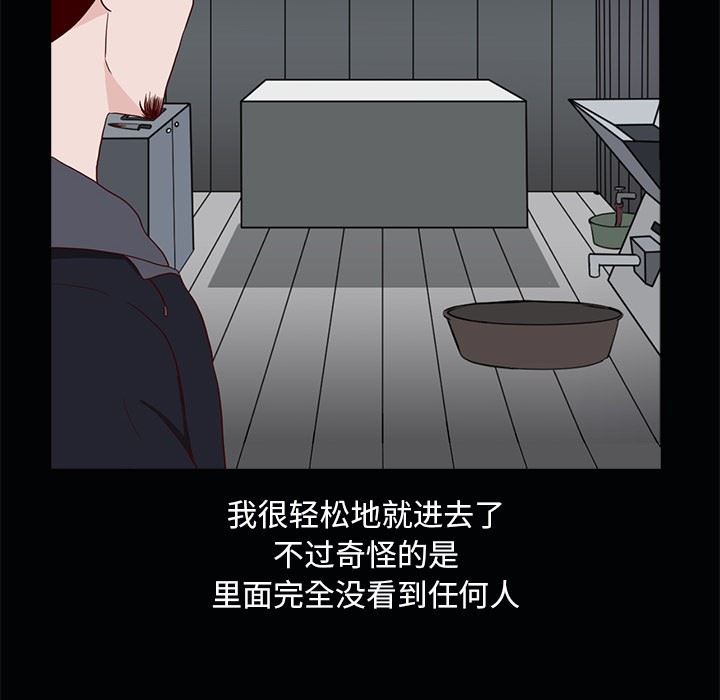 我很轻松地就进去了
不过奇怪的是
里面完全没看到任何人